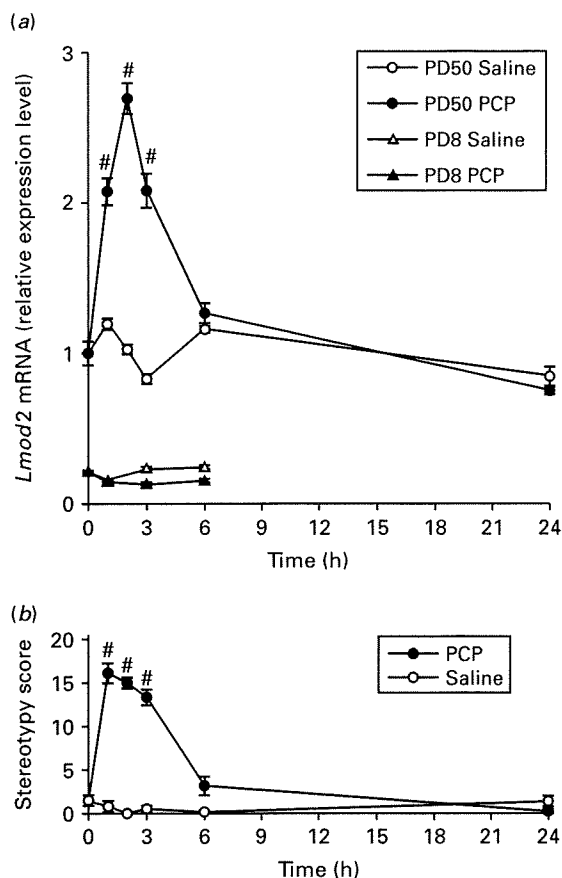 (a)
3
2
1
0
Lmod2 mRNA (relative expression level)
#
#
#
PD50 Saline
PD50 PCP
PD8 Saline
PD8 PCP
0 3 6 9 12 15 18 21 24
Time (h)
(b)
20
15
10
5
0
Stereotypy score
# # #
PCP
Saline
0 3 6 9 12 15 18 21 24
Time (h)